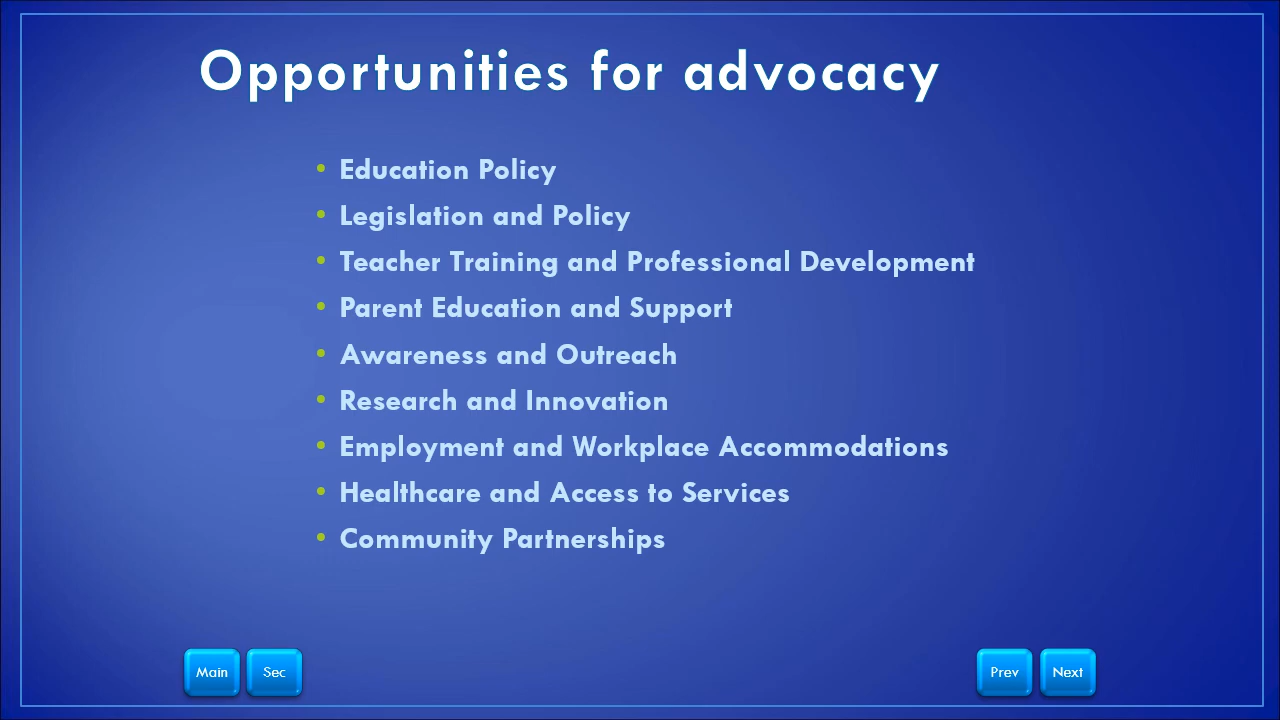 Opportunities for advocacy
• Education Policy
• Legislation and Policy
• Teacher Training and Professional Development
• Parent Education and Support
• Awareness and Outreach
• Research and Innovation
• Employment and Workplace Accommodations
• Healthcare and Access to Services
• Community Partnerships
Main Sec Prev Next